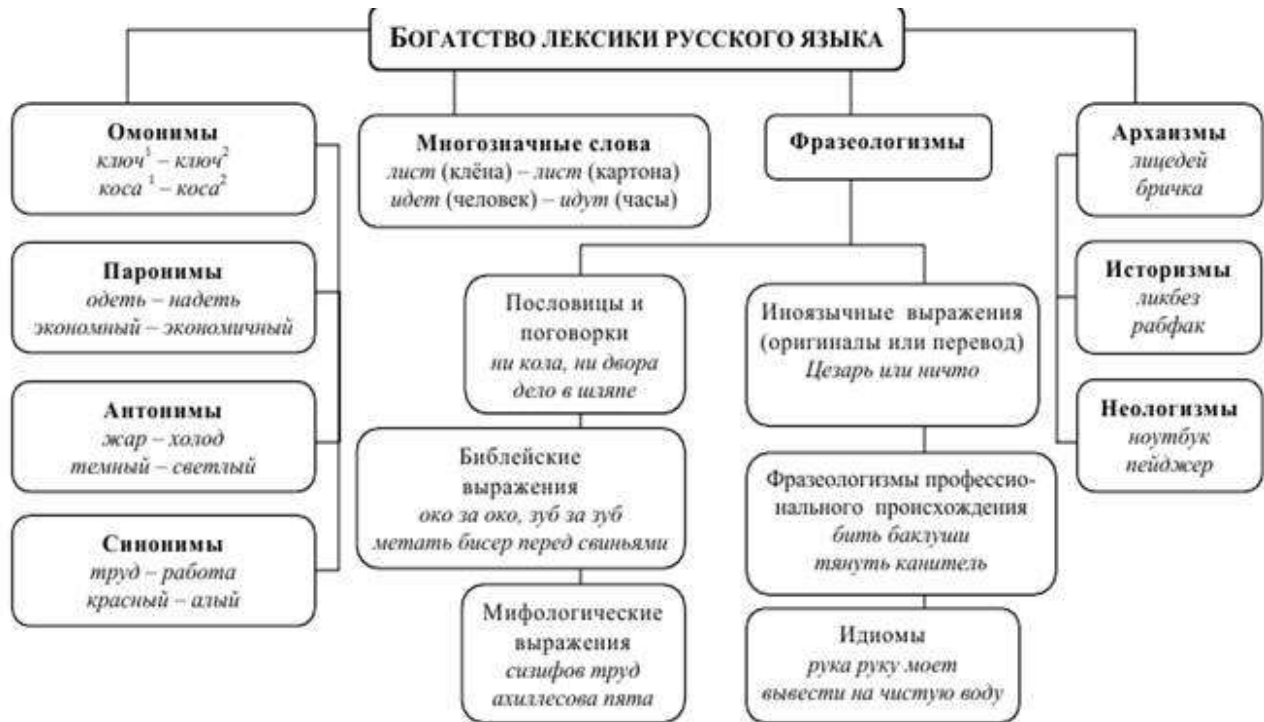 БОГАТСТВО ЛЕКСИКИ РУССКОГО ЯЗЫКА
Омонимы
ключ¹ – ключ²
коса ¹ – коса²
Паронимы
одеть – надеть
экономный – экономичный
Антонимы
жар – холод
темный – светлый
Синонимы
труд – работа
красный – алый
Многозначные слова
лист (клёна) – лист (картона)
идет (человек) – идут (часы)
Фразеологизмы
Пословицы и
поговорки
ни кола, ни двора
дело в шляпе
Библейские
выражения
око за око, зуб за зуб
метать бисер перед свиньями
Мифологические
выражения
сизифов труд
ахиллесова пята
Иноязычные выражения
(оригиналы или перевод)
Цезарь или ничто
Фразеологизмы профессио-
нального происхождения
бить баклуши
тянуть канитель
Идиомы
рука руку моет
вывести на чистую воду
Архаизмы
лицедей
бричка
Историзмы
ликбез
рабфак
Неологизмы
ноутбук
пейджер